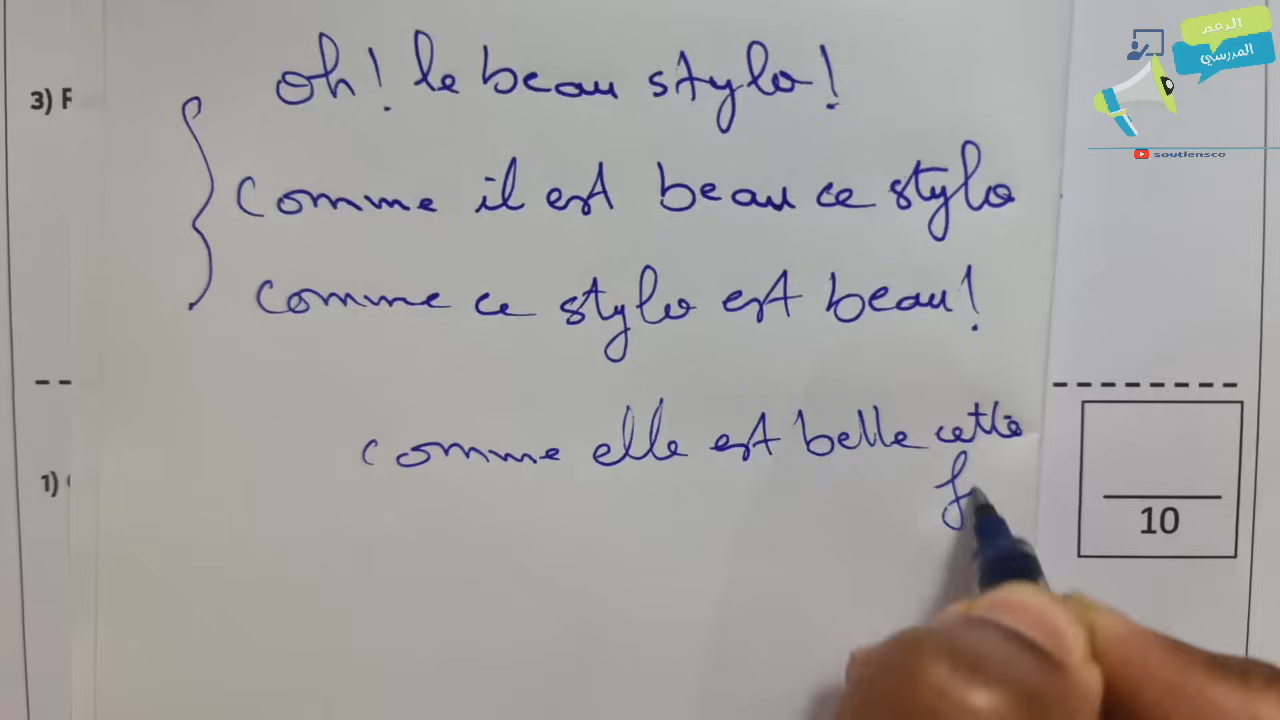 الدعم
المدرسي
soutiensco
3) F
oh! le beau stylo!
comme il est beau ce stylo
comme ce stylo est beau!
comme elle est belle cette
f
1)
10